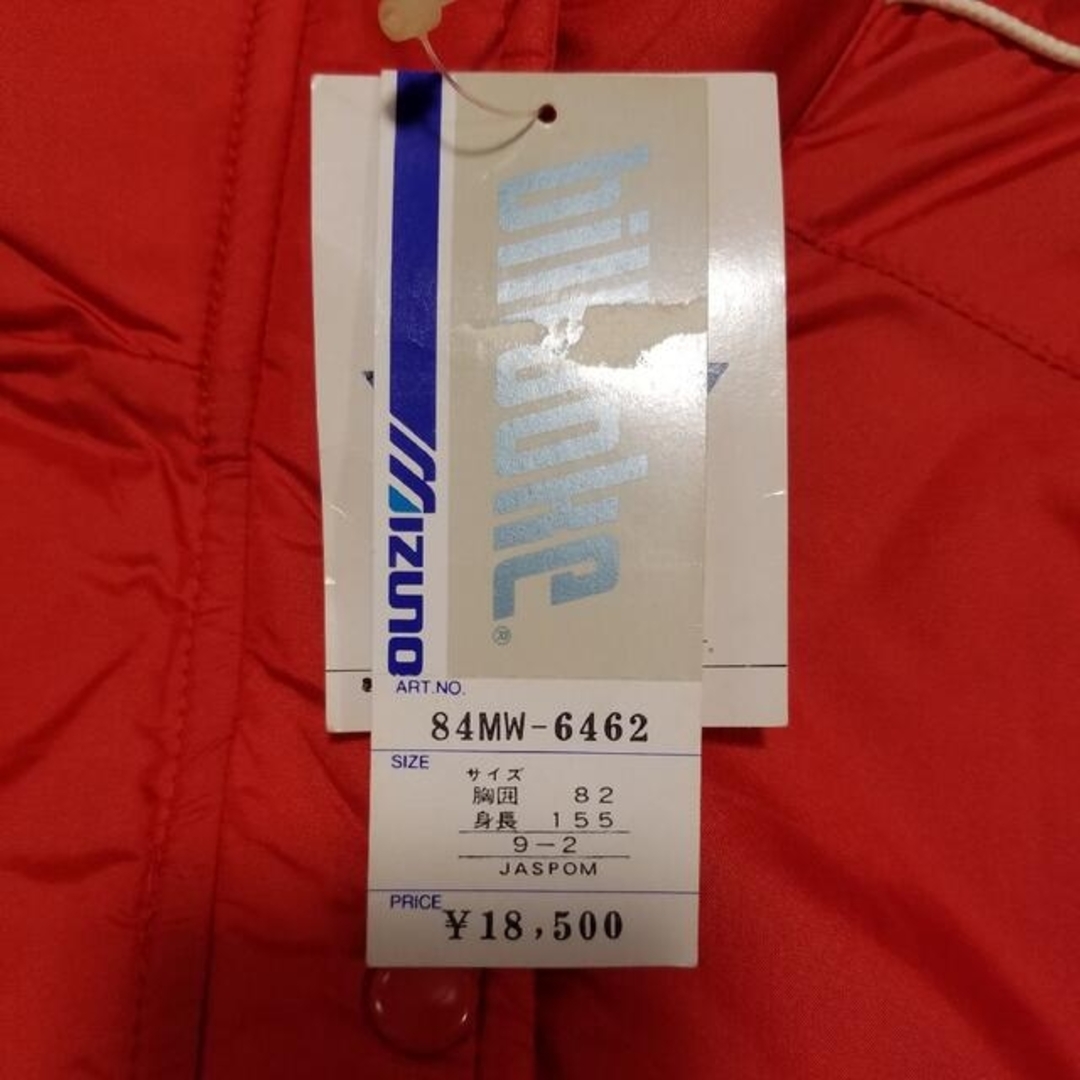 MIZUNO
ART.NO.
84MW-6462
SIZE
サイズ
胸囲 82
身長 155
9-2
JASPOM
PRICE
¥18,500